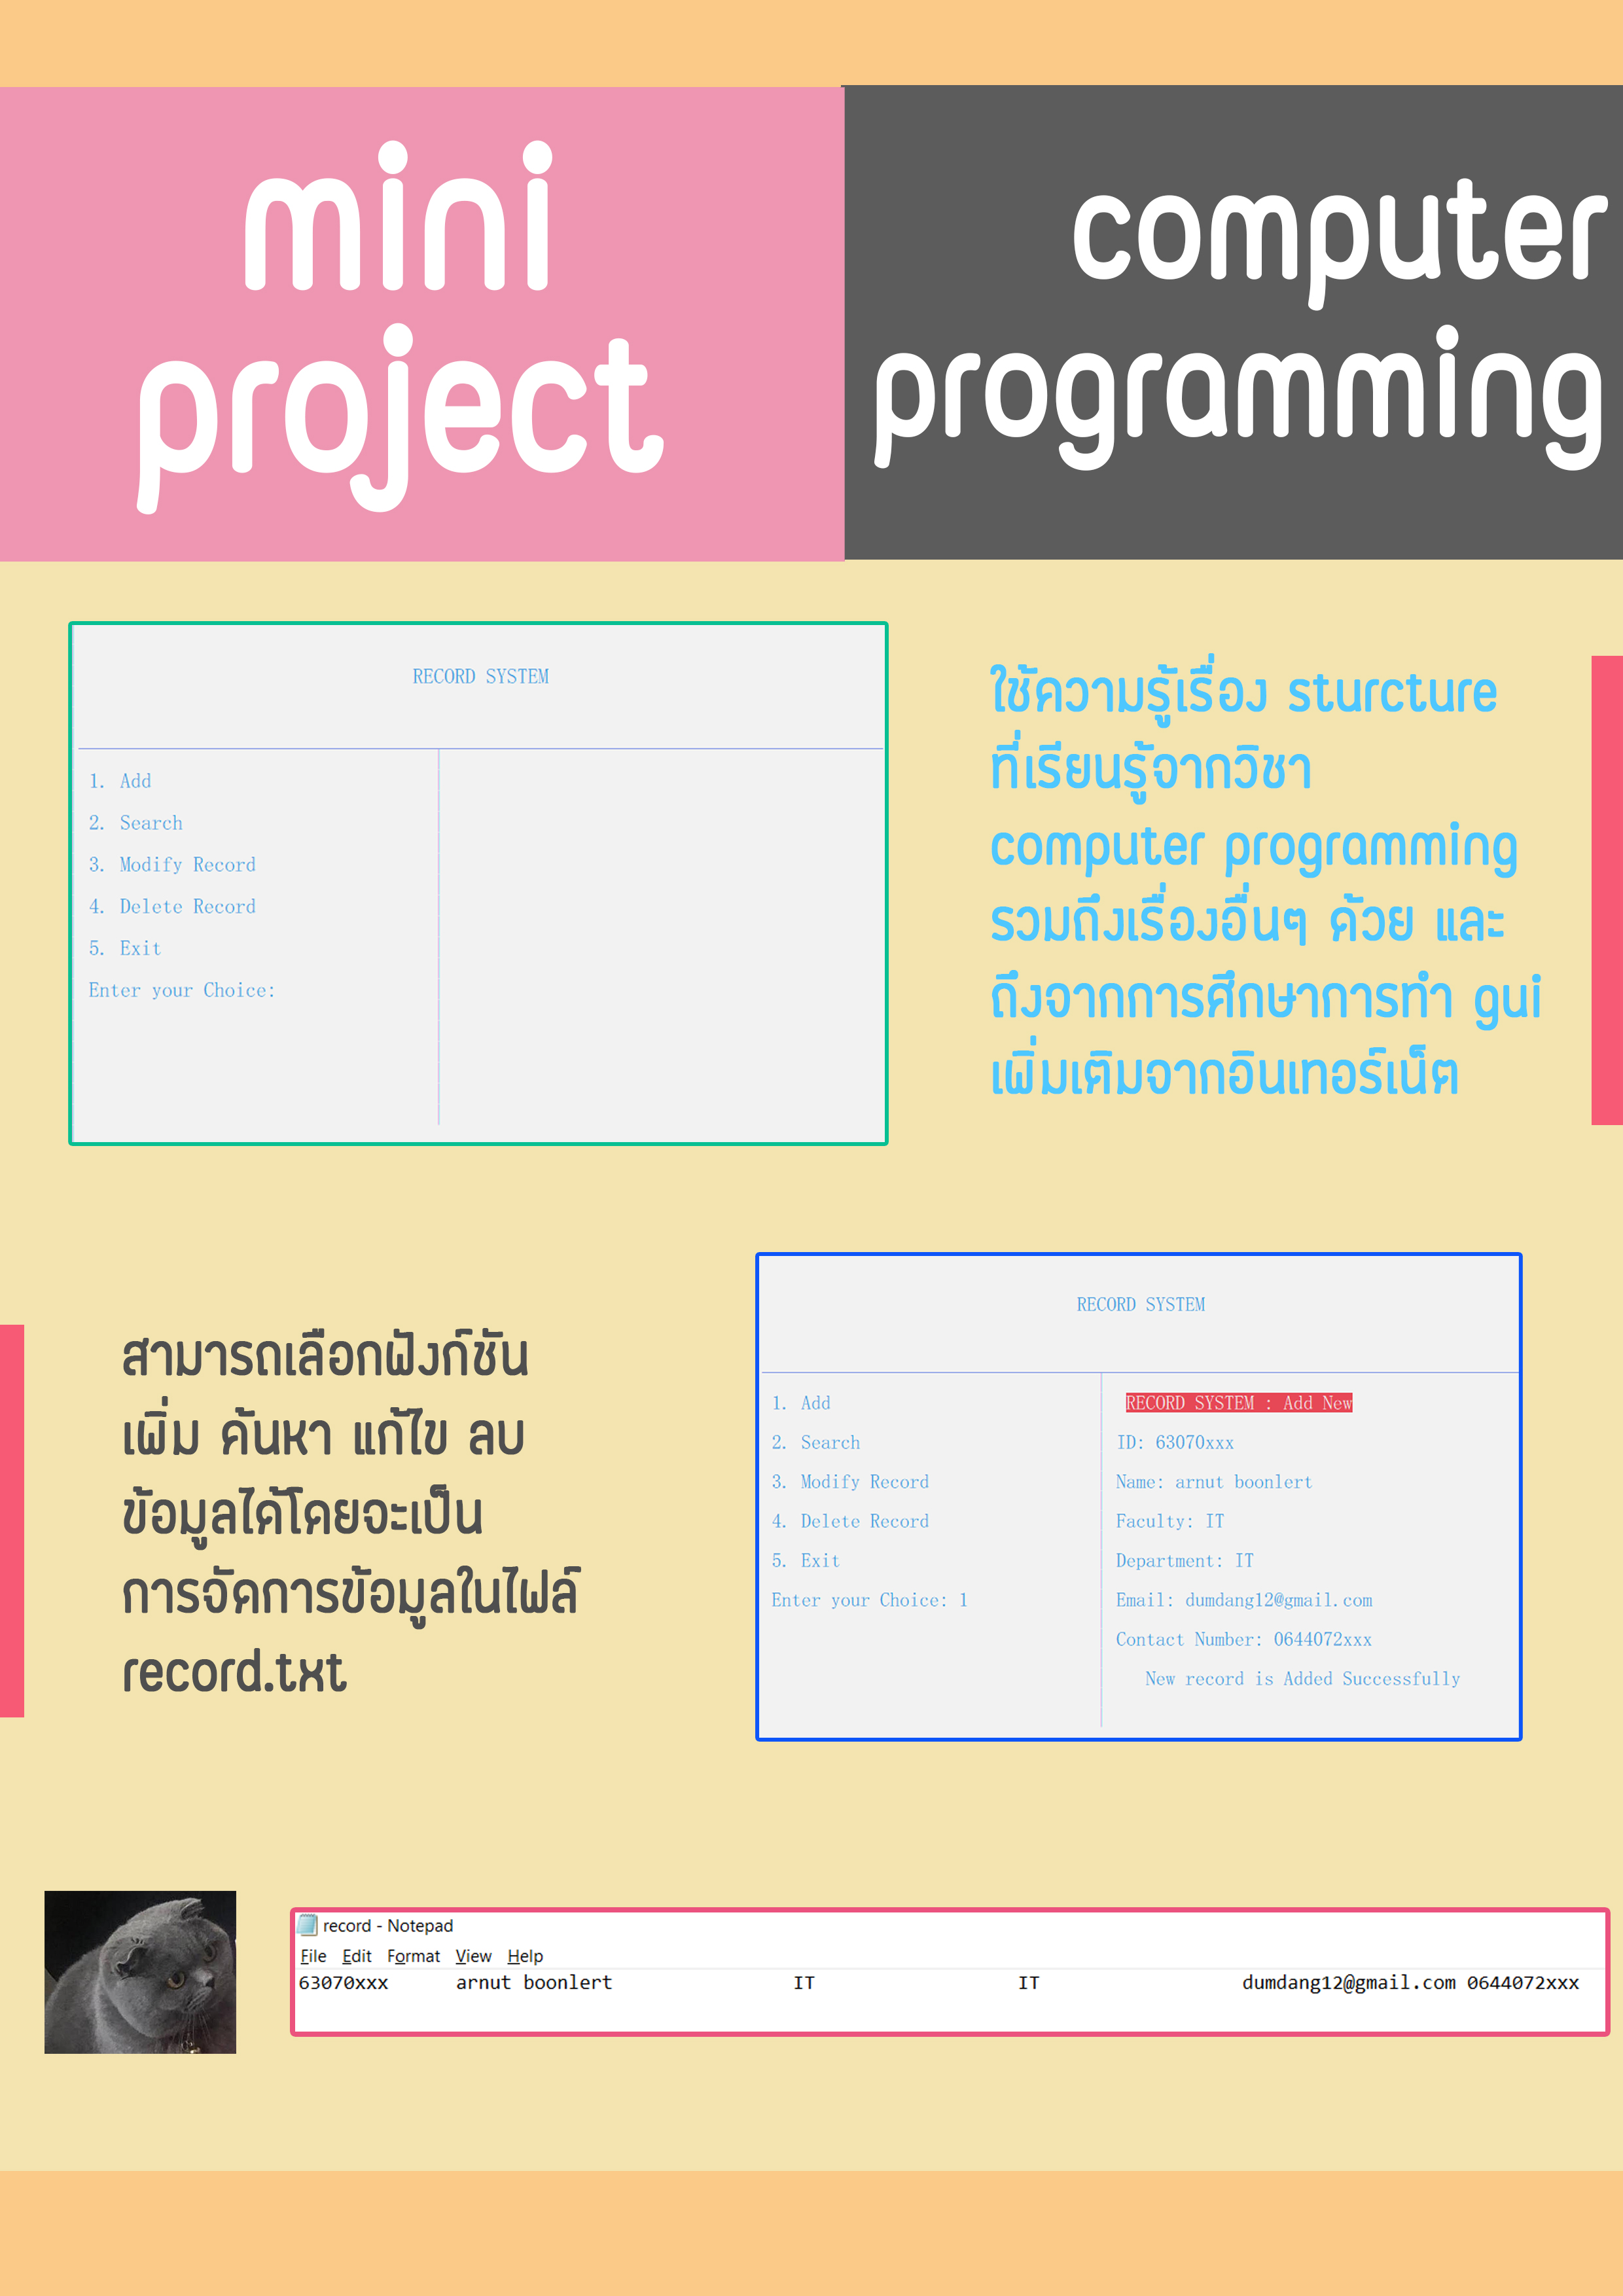 mini
project
computer
programming
RECORD SYSTEM
1. Add
2. Search
3. Modify Record
4. Delete Record
5. Exit
Enter your Choice:
ใช้ความรู้เรื่อง sturcture
ที่เรียนรู้จากวิชา
computer programming
รวมถึงเรื่องอื่นๆ ด้วย และ
ถึงจากการศึกษาการทำ gui
เพิ่มเติมจากอินเทอร์เน็ต
สามารถเลือกฟังก์ชัน
เพิ่ม ค้นหา แก้ไข ลบ
ข้อมูลได้โดยจะเป็น
การจัดการข้อมูลในไฟล์
record.txt
RECORD SYSTEM
1. Add
2. Search
3. Modify Record
4. Delete Record
5. Exit
Enter your Choice: 1
RECORD SYSTEM : Add New
ID: 63070xxx
Name: arnut boonlert
Faculty: IT
Department: IT
Email: dumdang12@gmail.com
Contact Number: 0644072xxx
New record is Added Successfully
record - Notepad
File Edit Format View Help
63070xxx arnut boonlert IT IT dumdang12@gmail.com 0644072xxx